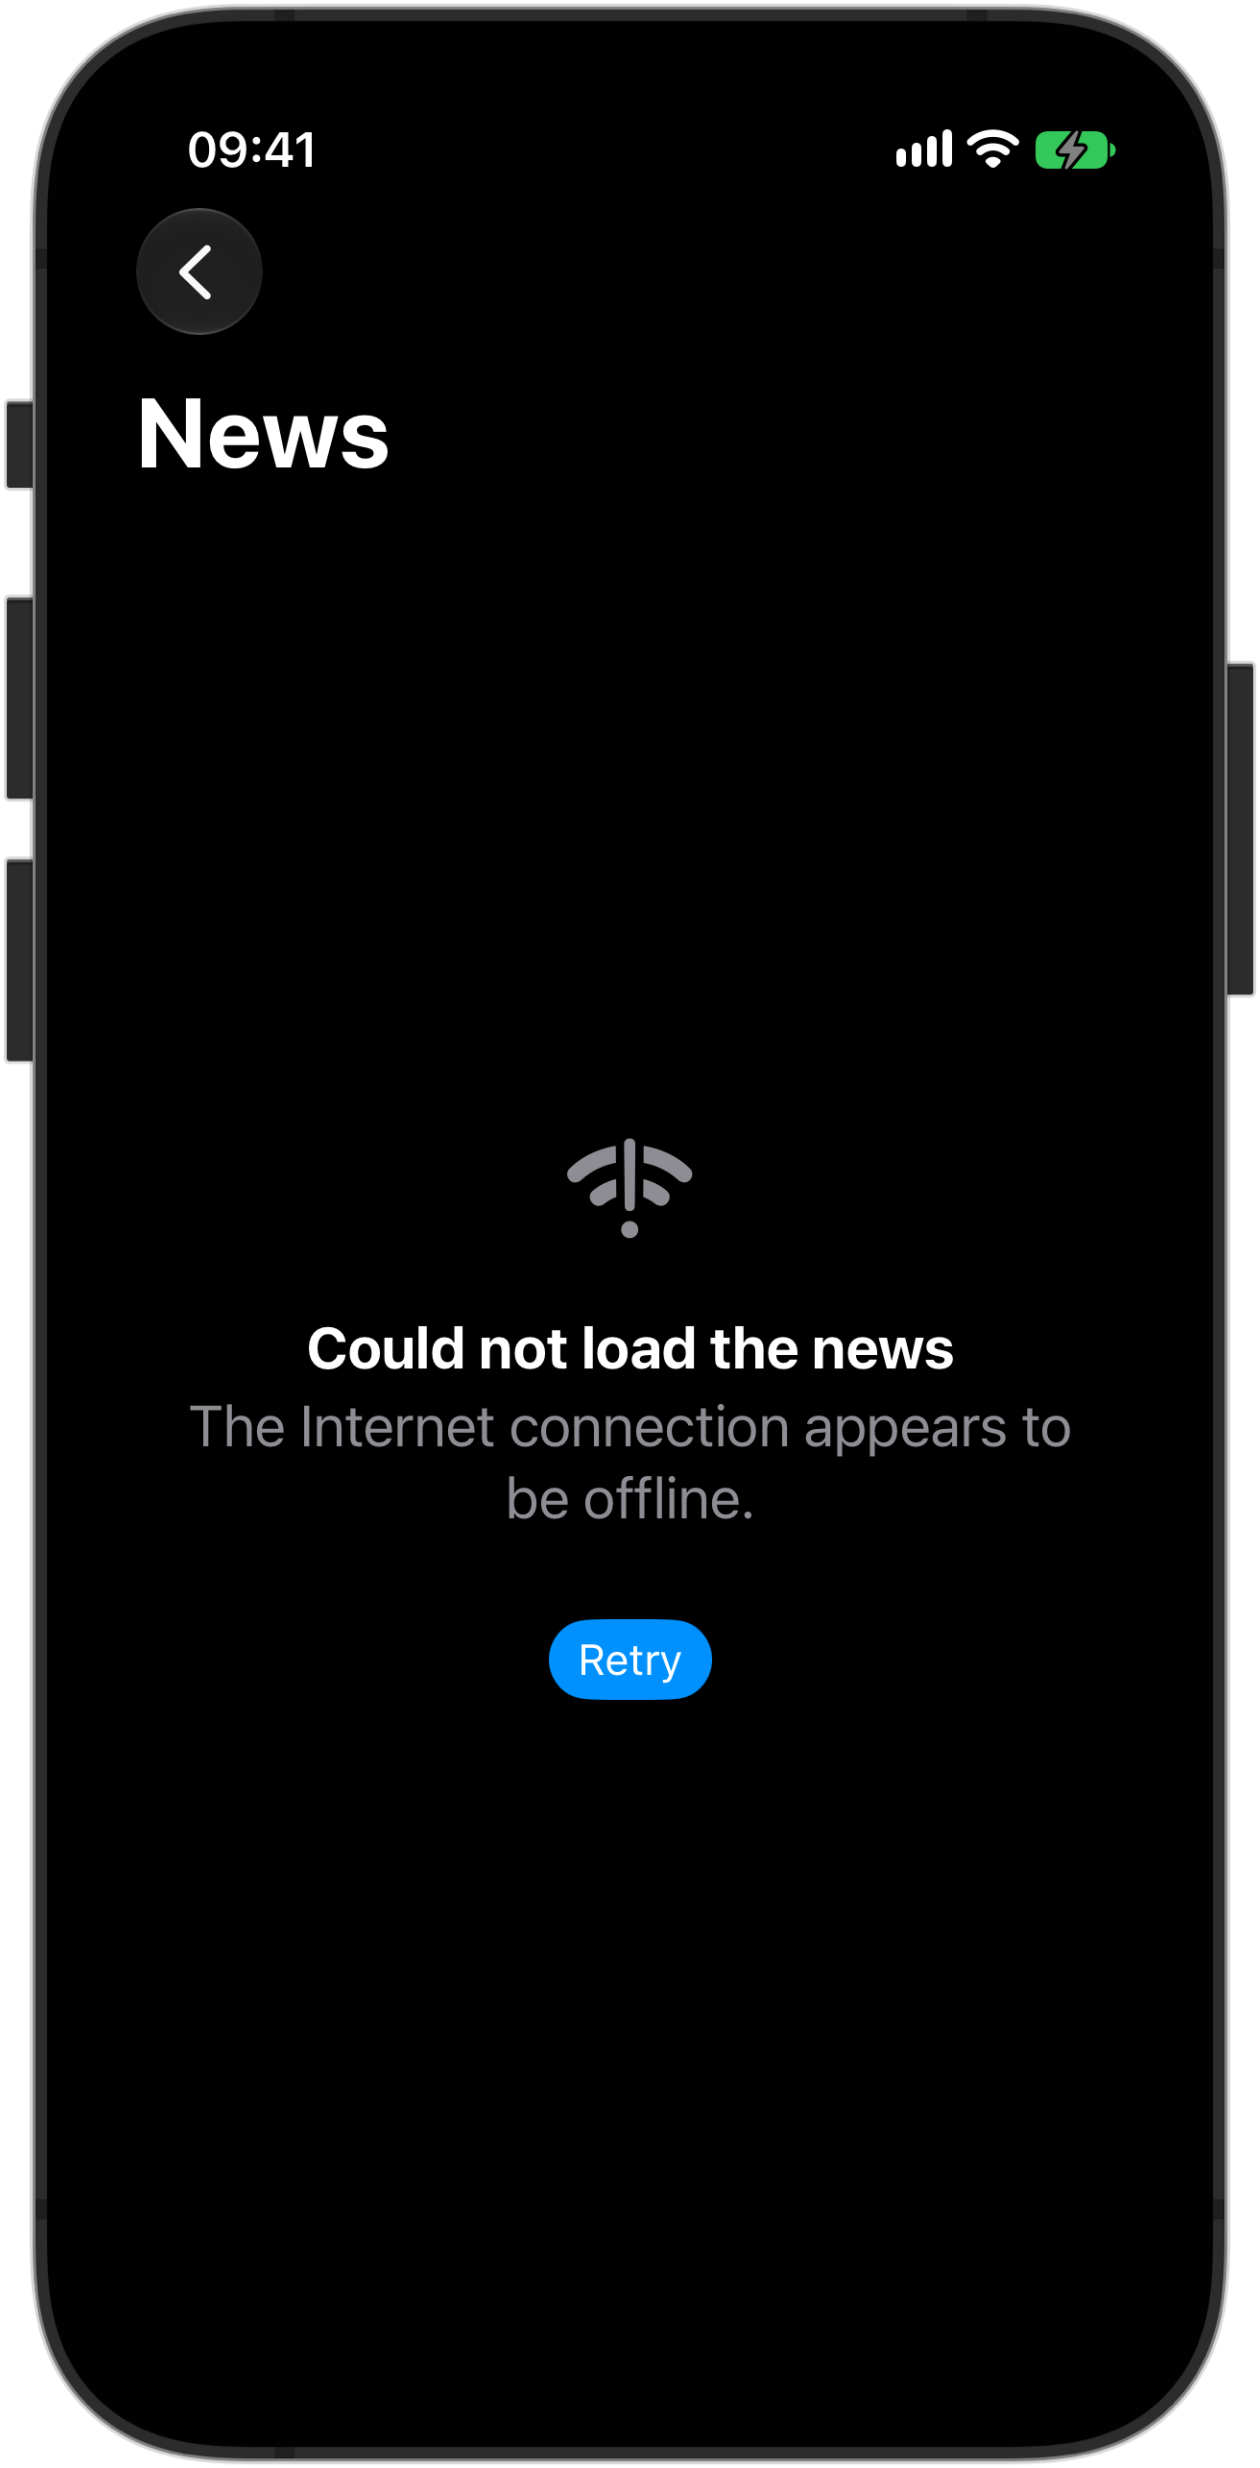 09:41
News
Could not load the news
The Internet connection appears to
be offline.
Retry